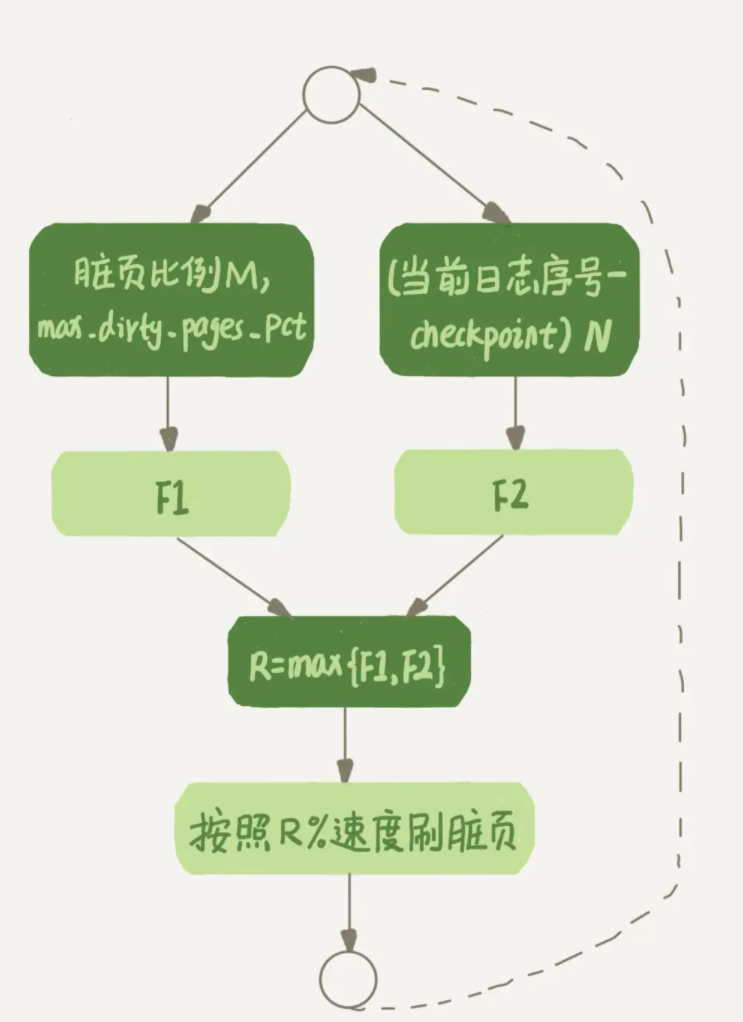 脏页比例M,
max_dirty_pages_Pct
(当前日志序号-
checkpoint) N
F1
F2
R=max{F1,F2}
按照R%速度刷脏页